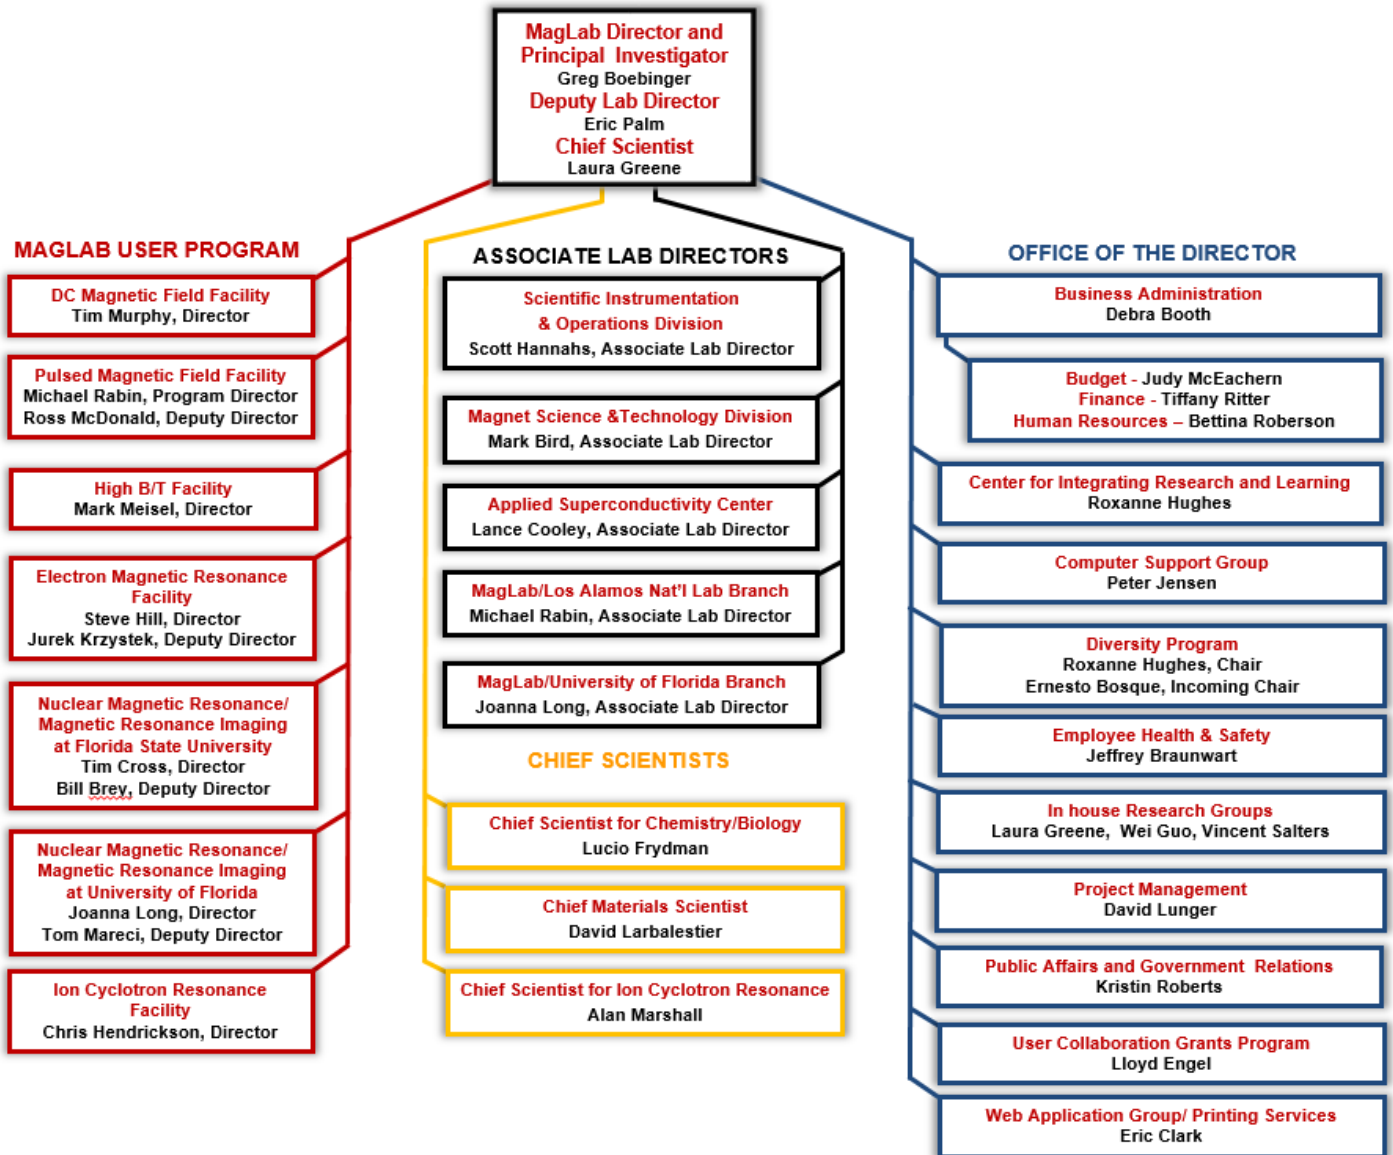 MagLab Director and
Principal Investigator
Greg Boebinger
Deputy Lab Director
Eric Palm
Chief Scientist
Laura Greene
MAGLAB USER PROGRAM
DC Magnetic Field Facility
Tim Murphy, Director
Pulsed Magnetic Field Facility
Michael Rabin, Program Director
Ross McDonald, Deputy Director
High B/T Facility
Mark Meisel, Director
Electron Magnetic Resonance
Facility
Steve Hill, Director
Jurek Krzystek, Deputy Director
Nuclear Magnetic Resonance/
Magnetic Resonance Imaging
at Florida State University
Tim Cross, Director
Bill Brey, Deputy Director
Nuclear Magnetic Resonance/
Magnetic Resonance Imaging
at University of Florida
Joanna Long, Director
Tom Mareci, Deputy Director
Ion Cyclotron Resonance
Facility
Chris Hendrickson, Director
ASSOCIATE LAB DIRECTORS
Scientific Instrumentation
& Operations Division
Scott Hannahs, Associate Lab Director
Magnet Science &Technology Division
Mark Bird, Associate Lab Director
Applied Superconductivity Center
Lance Cooley, Associate Lab Director
MagLab/Los Alamos Nat'l Lab Branch
Michael Rabin, Associate Lab Director
MagLab/University of Florida Branch
Joanna Long, Associate Lab Director
CHIEF SCIENTISTS
Chief Scientist for Chemistry/Biology
Lucio Frydman
Chief Materials Scientist
David Larbalestier
Chief Scientist for Ion Cyclotron Resonance
Alan Marshall
OFFICE OF THE DIRECTOR
Business Administration
Debra Booth
Budget - Judy McEachern
Finance - Tiffany Ritter
Human Resources – Bettina Roberson
Center for Integrating Research and Learning
Roxanne Hughes
Computer Support Group
Peter Jensen
Diversity Program
Roxanne Hughes, Chair
Ernesto Bosque, Incoming Chair
Employee Health & Safety
Jeffrey Braunwart
In house Research Groups
Laura Greene, Wei Guo, Vincent Salters
Project Management
David Lunger
Public Affairs and Government Relations
Kristin Roberts
User Collaboration Grants Program
Lloyd Engel
Web Application Group/ Printing Services
Eric Clark